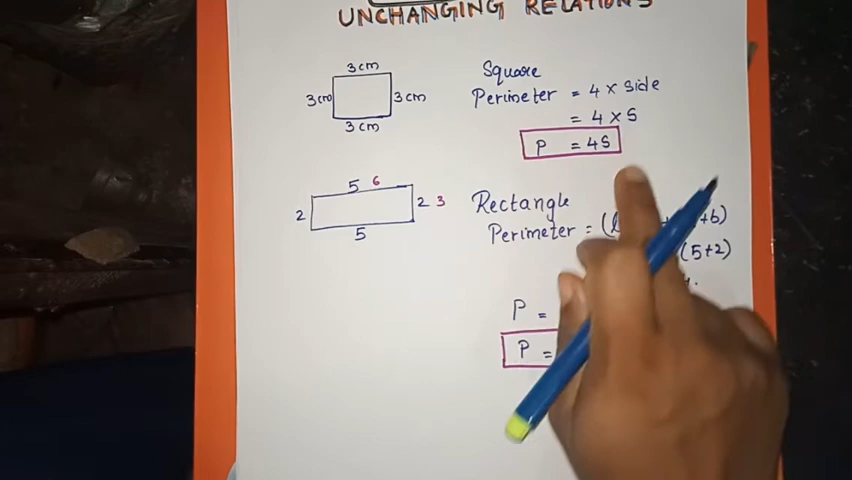 UNCHANGING RELATIONS
3cm
3cm
3cm
3cm
Square
Perimeter = 4 × side
= 4 × S
P = 4S
5 6
2
2 3
5
Rectangle
Perimeter = (l + b)
(5+2)
P =
P =